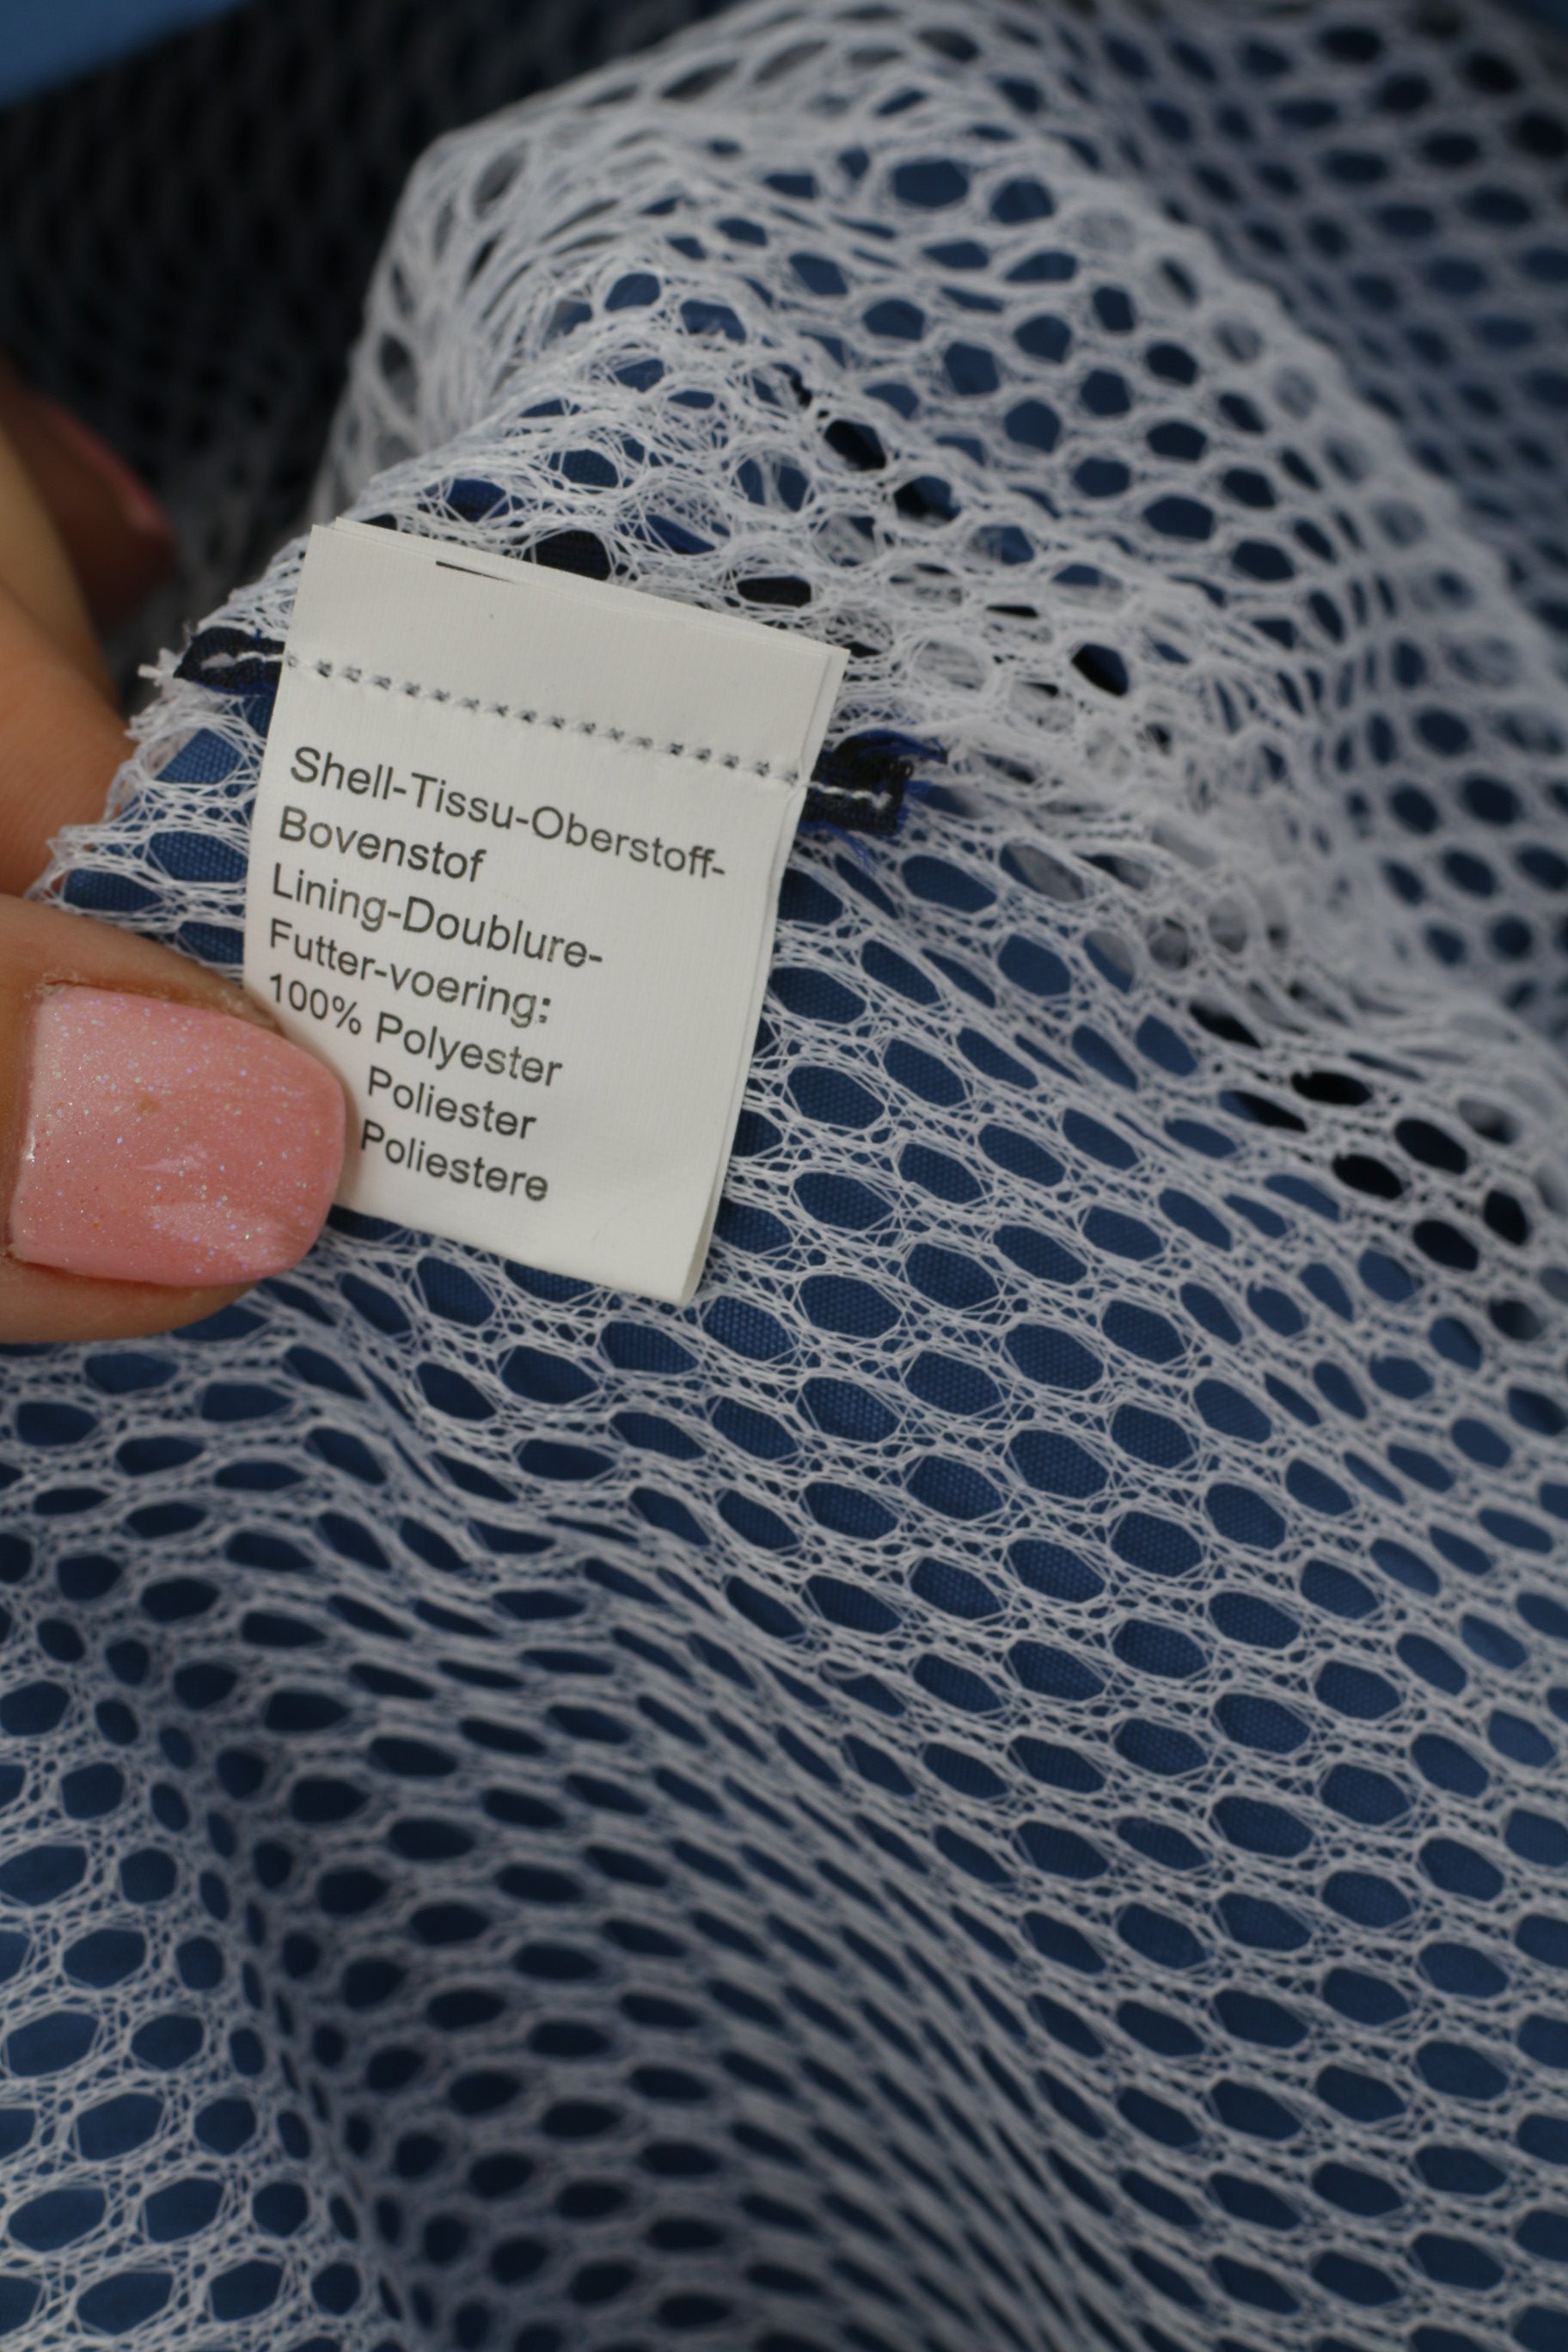 Shell-Tissu-Oberstoff-
Bovenstof
Lining-Doublure-
Futter-voering:
100% Polyester
Poliester
Poliestere